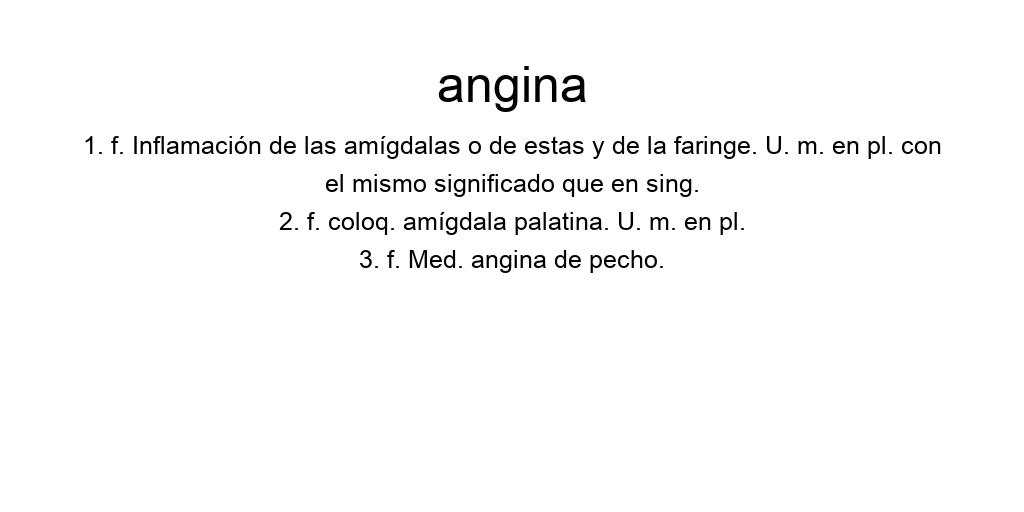 angina
1. f. Inflamación de las amígdalas o de estas y de la faringe. U. m. en pl. con
el mismo significado que en sing.
2. f. coloq. amígdala palatina. U. m. en pl.
3. f. Med. angina de pecho.